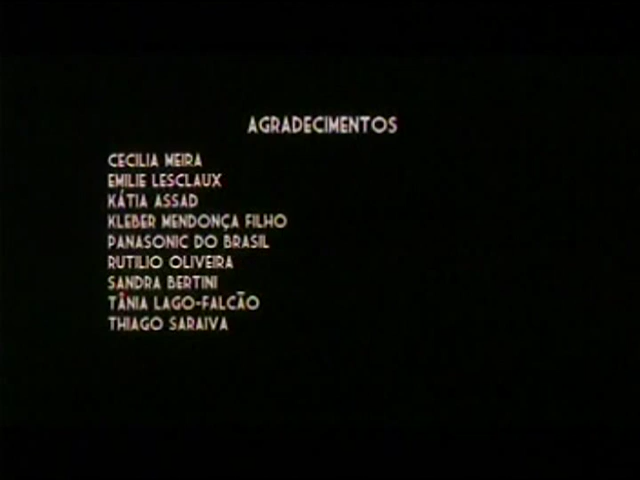 AGRADECIMENTOS
CECILIA MEIRA
EMILIE LESCLAUX
KÁTIA ASSAD
KLEBER MENDONÇA FILHO
PANASONIC DO BRASIL
RUTILIO OLIVEIRA
SANDRA BERTINI
TÂNIA LAGO-FALCÃO
THIAGO SARAIVA